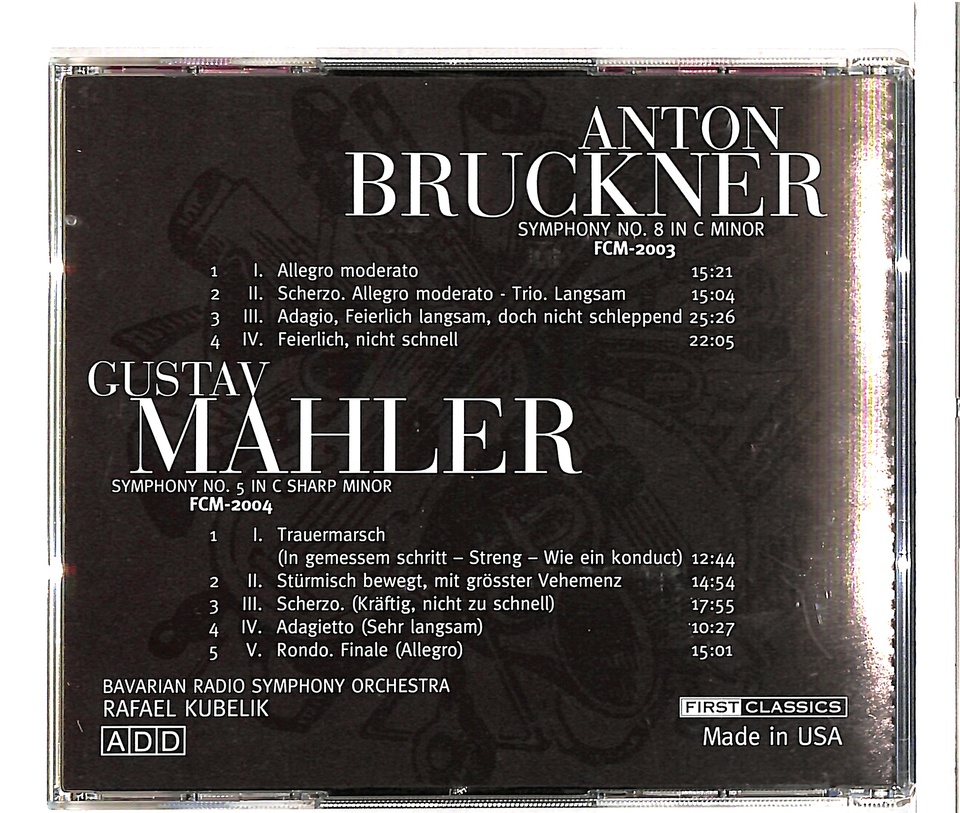 ANTON
BRUCKNER
SYMPHONY NO. 8 IN C MINOR
FCM-2003
1 I. Allegro moderato 15:21
2 II. Scherzo. Allegro moderato - Trio. Langsam 15:04
3 III. Adagio, Feierlich langsam, doch nicht schleppend 25:26
4 IV. Feierlich, nicht schnell 22:05
GUSTAV
MAHLER
SYMPHONY NO. 5 IN C SHARP MINOR
FCM-2004
1 I. Trauermarsch
(In gemessem schritt – Streng – Wie ein konduct) 12:44
2 II. Stürmisch bewegt, mit grösster Vehemenz 14:54
3 III. Scherzo. (Kräftig, nicht zu schnell) 17:55
4 IV. Adagietto (Sehr langsam) 10:27
5 V. Rondo. Finale (Allegro) 15:01
BAVARIAN RADIO SYMPHONY ORCHESTRA
RAFAEL KUBELIK
ADD
FIRST CLASSICS
Made in USA